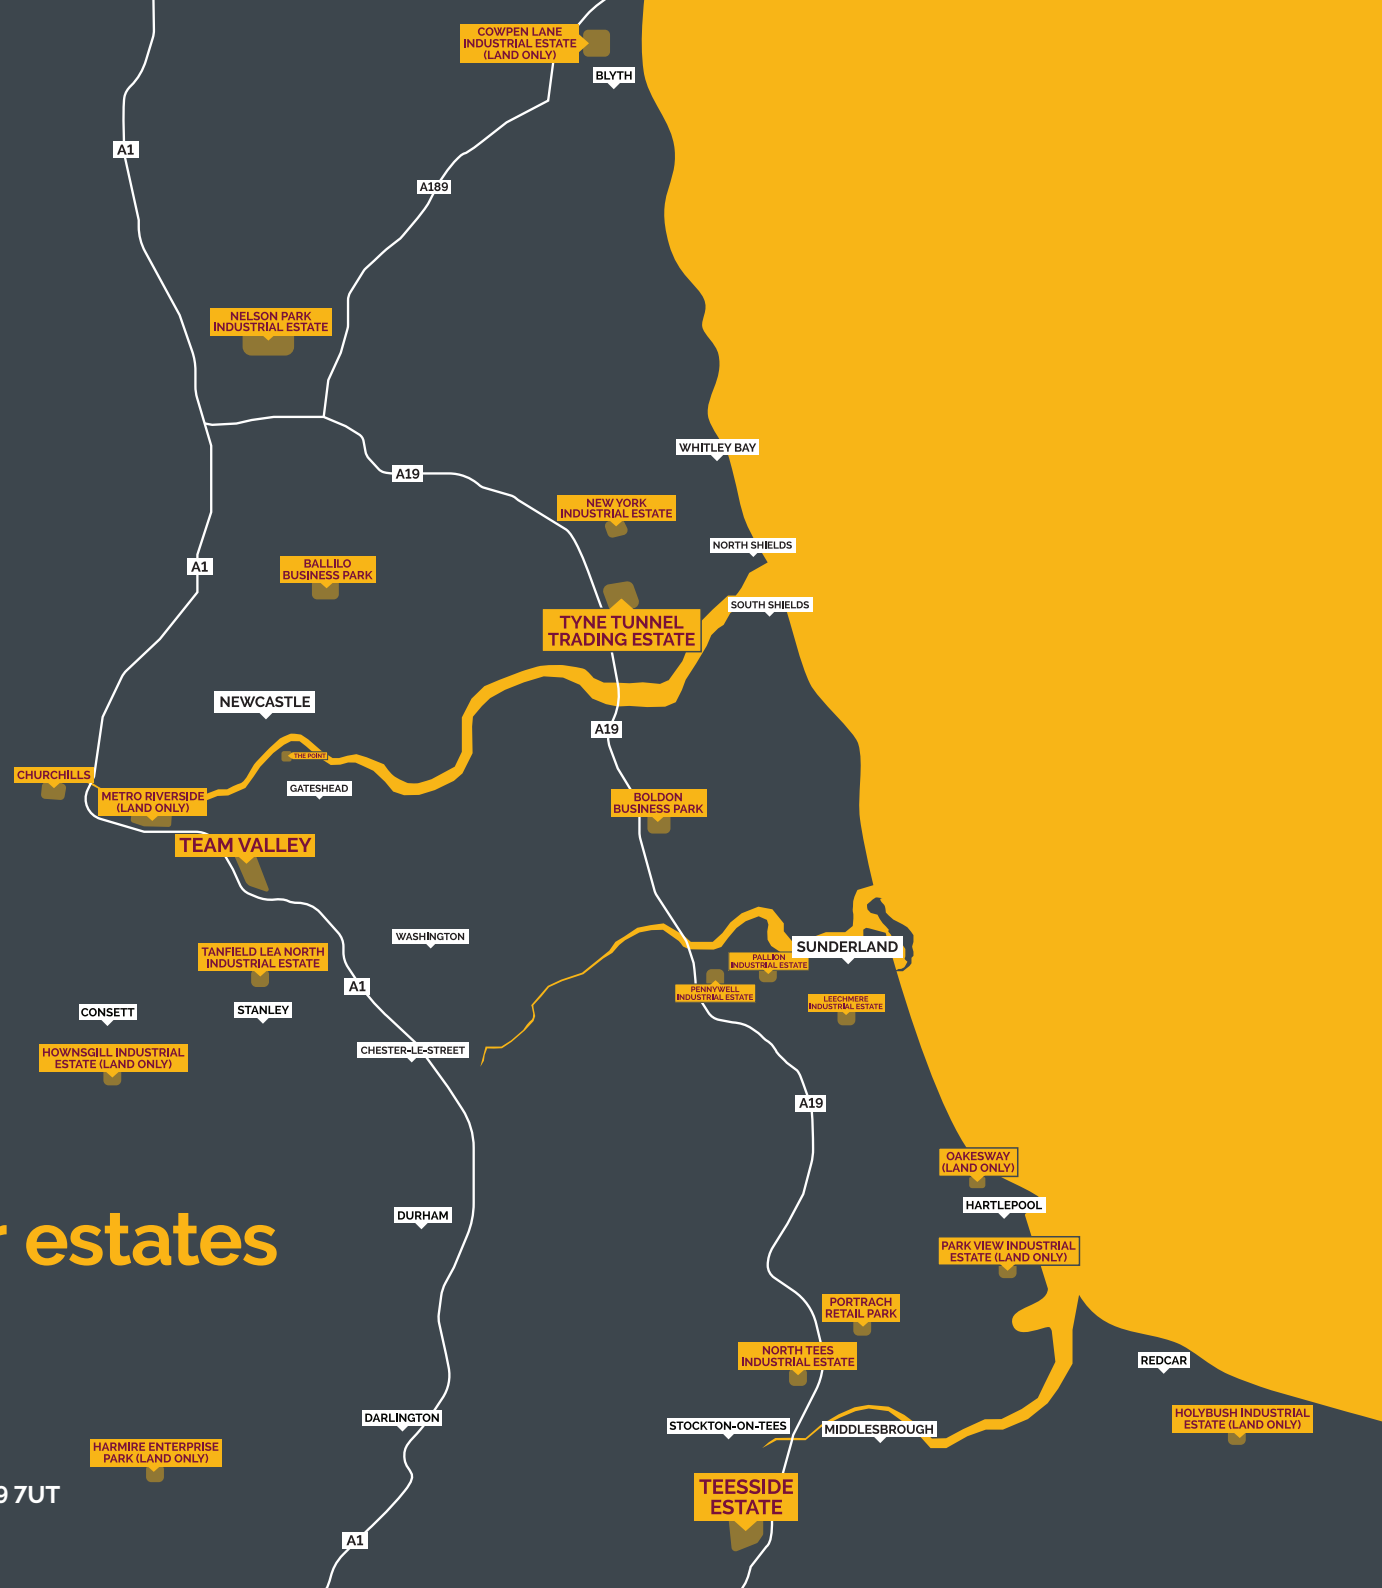 COWPEN LANE
INDUSTRIAL ESTATE
(LAND ONLY)
BLYTH
A1
A189
NELSON PARK
INDUSTRIAL ESTATE
WHITLEY BAY
A19
NEW YORK
INDUSTRIAL ESTATE
NORTH SHIELDS
A1
BALLILO
BUSINESS PARK
SOUTH SHIELDS
TYNE TUNNEL
TRADING ESTATE
NEWCASTLE
A19
THE POINT
CHURCHILLS
GATESHEAD
METRO RIVERSIDE
(LAND ONLY)
BOLDON
BUSINESS PARK
TEAM VALLEY
WASHINGTON
SUNDERLAND
TANFIELD LEA NORTH
INDUSTRIAL ESTATE
PALLION
INDUSTRIAL ESTATE
A1
PENNYWELL
INDUSTRIAL ESTATE
LEECHMERE
INDUSTRIAL ESTATE
CONSETT
STANLEY
HOWNSGILL INDUSTRIAL
ESTATE (LAND ONLY)
CHESTER-LE-STREET
A19
OAKESWAY
(LAND ONLY)
HARTLEPOOL
DURHAM
r estates
PARK VIEW INDUSTRIAL
ESTATE (LAND ONLY)
PORTRACH
RETAIL PARK
NORTH TEES
INDUSTRIAL ESTATE
REDCAR
DARLINGTON
STOCKTON-ON-TEES
MIDDLESBROUGH
HOLYBUSH INDUSTRIAL
ESTATE (LAND ONLY)
HARMIRE ENTERPRISE
PARK (LAND ONLY)
9 7UT
TEESSIDE
ESTATE
A1